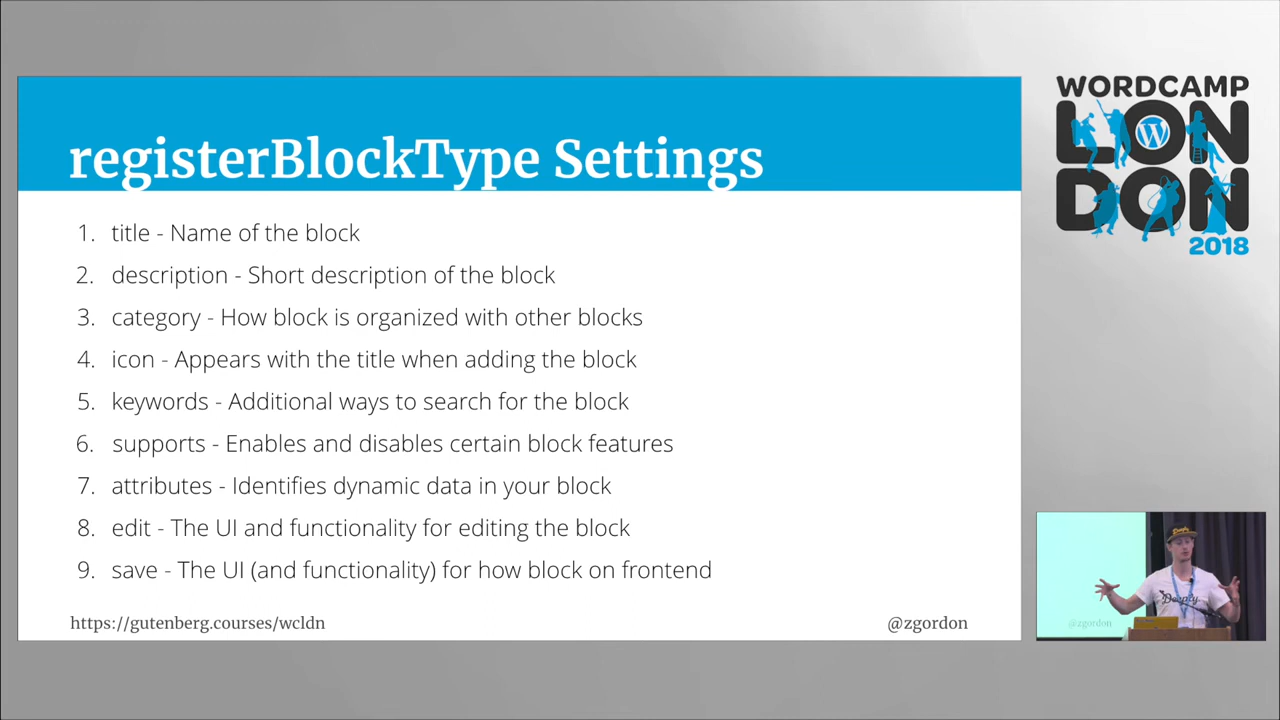 registerBlockType Settings
1. title - Name of the block
2. description - Short description of the block
3. category - How block is organized with other blocks
4. icon - Appears with the title when adding the block
5. keywords - Additional ways to search for the block
6. supports - Enables and disables certain block features
7. attributes - Identifies dynamic data in your block
8. edit - The UI and functionality for editing the block
9. save - The UI (and functionality) for how block on frontend
https://gutenberg.courses/wcldn
@zgordon
WORDCAMP
LON
DON
2018
Deeply
@zgordon